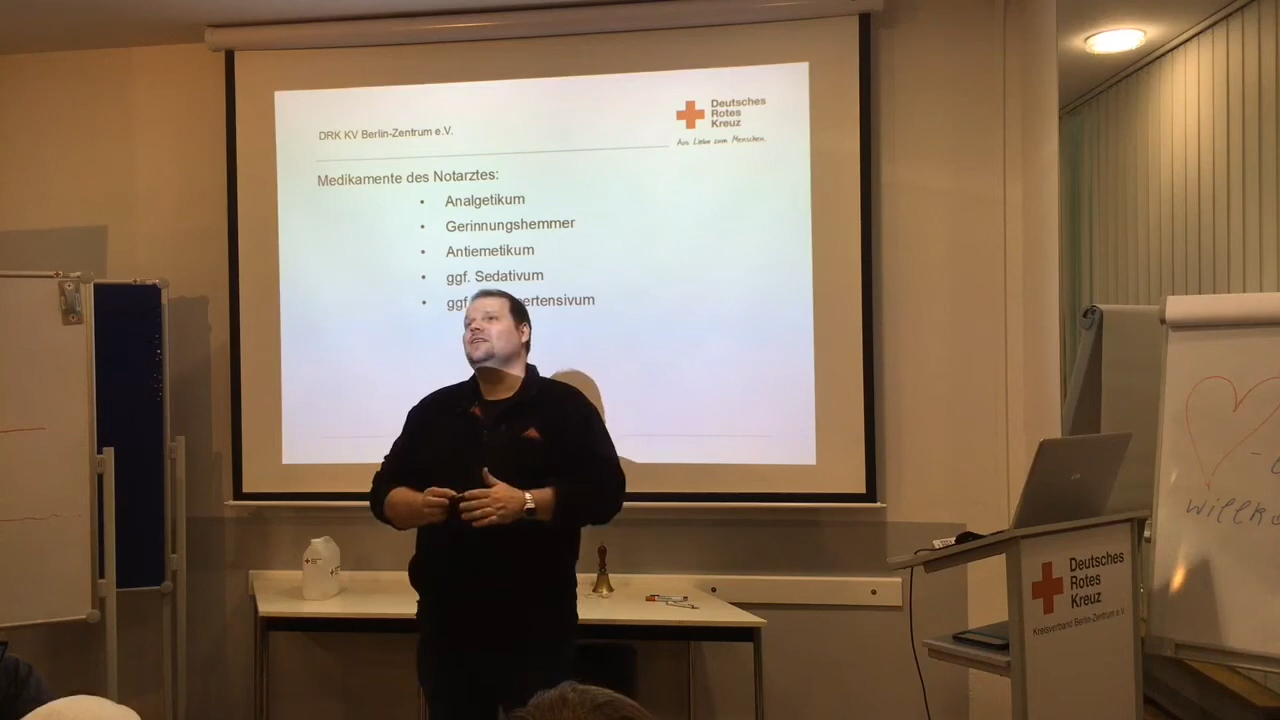 DRK KV Berlin-Zentrum e.V.
Deutsches
Rotes
Kreuz
Aus Liebe zum Menschen.
Medikamente des Notarztes:
• Analgetikum
• Gerinnungshemmer
• Antiemetikum
• ggf. Sedativum
• ggf
Deutsches
Rotes
Kreuz
Kreisverband Berlin-Zentrum e.V.